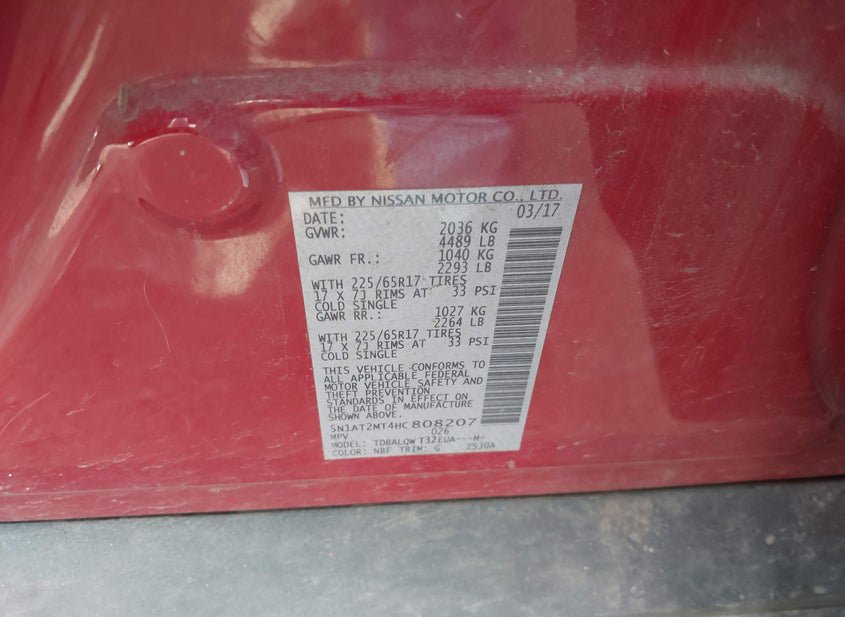 MFD BY NISSAN MOTOR CO., LTD.
DATE: 03/17
GVWR: 2036 KG
4489 LB
GAWR FR.: 1040 KG
2293 LB
WITH 225/65R17 TIRES
17 X 7J RIMS AT 33 PSI
COLD SINGLE
GAWR RR.: 1027 KG
2264 LB
WITH 225/65R17 TIRES
17 X 7J RIMS AT 33 PSI
COLD SINGLE
THIS VEHICLE CONFORMS TO
ALL APPLICABLE FEDERAL
MOTOR VEHICLE SAFETY AND
THEFT PREVENTION
STANDARDS IN EFFECT ON
THE DATE OF MANUFACTURE
SHOWN ABOVE.
5N1AT2MT4HC808207
MPV 026
MODEL: TDBALQW T32EUA---M-
COLOR: NBF TRIM: G Z530A